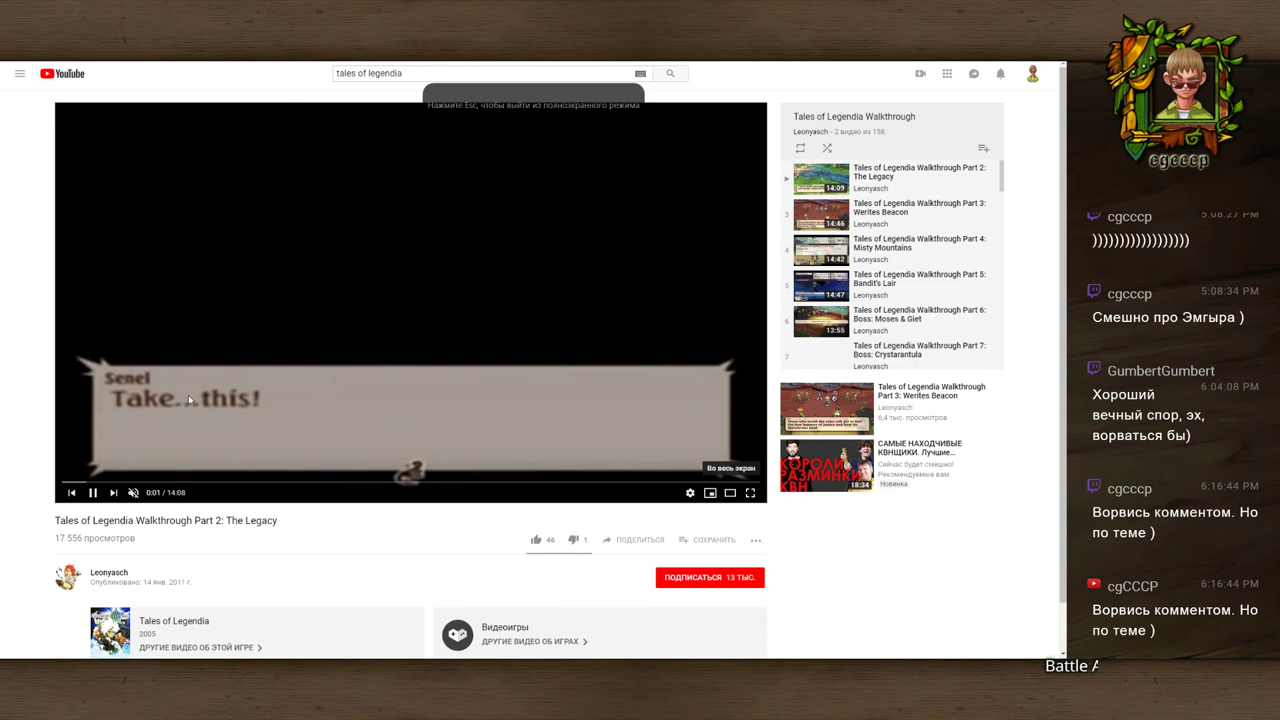 YouTube
tales of legendia
Нажмите Esc, чтобы выйти из полноэкранного режима
Senel
Take...this!
Во весь экран
0:01 / 14:08
Tales of Legendia Walkthrough Part 2: The Legacy
17 556 просмотров
46
1
ПОДЕЛИТЬСЯ
СОХРАНИТЬ
Leonyasch
Опубликовано: 14 янв. 2011 г.
ПОДПИСАТЬСЯ 13 ТЫС.
Tales of Legendia
2005
ДРУГИЕ ВИДЕО ОБ ЭТОЙ ИГРЕ
Видеоигры
ДРУГИЕ ВИДЕО ОБ ИГРАХ
Tales of Legendia Walkthrough
Leonyasch - 2 видео из 158
Tales of Legendia Walkthrough Part 2:
The Legacy
Leonyasch
14:09
3
Tales of Legendia Walkthrough Part 3:
Werites Beacon
Leonyasch
14:46
4
Tales of Legendia Walkthrough Part 4:
Misty Mountains
Leonyasch
14:42
5
Tales of Legendia Walkthrough Part 5:
Bandit's Lair
Leonyasch
14:47
6
Tales of Legendia Walkthrough Part 6:
Boss: Moses & Giet
Leonyasch
13:55
7
Tales of Legendia Walkthrough Part 7:
Boss: Crystarantula
Leonyasch
Tales of Legendia Walkthrough
Part 3: Werites Beacon
Leonyasch
6,4 тыс. просмотров
КОРОЛИ
РАЗМИНКИ
КВН
18:34
САМЫЕ НАХОДЧИВЫЕ
КВНЩИКИ. Лучшие...
Сейчас будет смешно!
Рекомендуемые вам
Новинка
cgcccp
cgcccp 5:08:27 PM
))))))))))))))))))
cgcccp 5:08:34 PM
Смешно про Эмгыра )
GumbertGumbert
6:04:08 PM
Хороший
вечный спор, эх,
ворваться бы)
cgcccp 6:16:44 PM
Ворвись комментом. Но
по теме )
cgCCCP 6:16:44 PM
Ворвись комментом. Но
по теме )
Battle